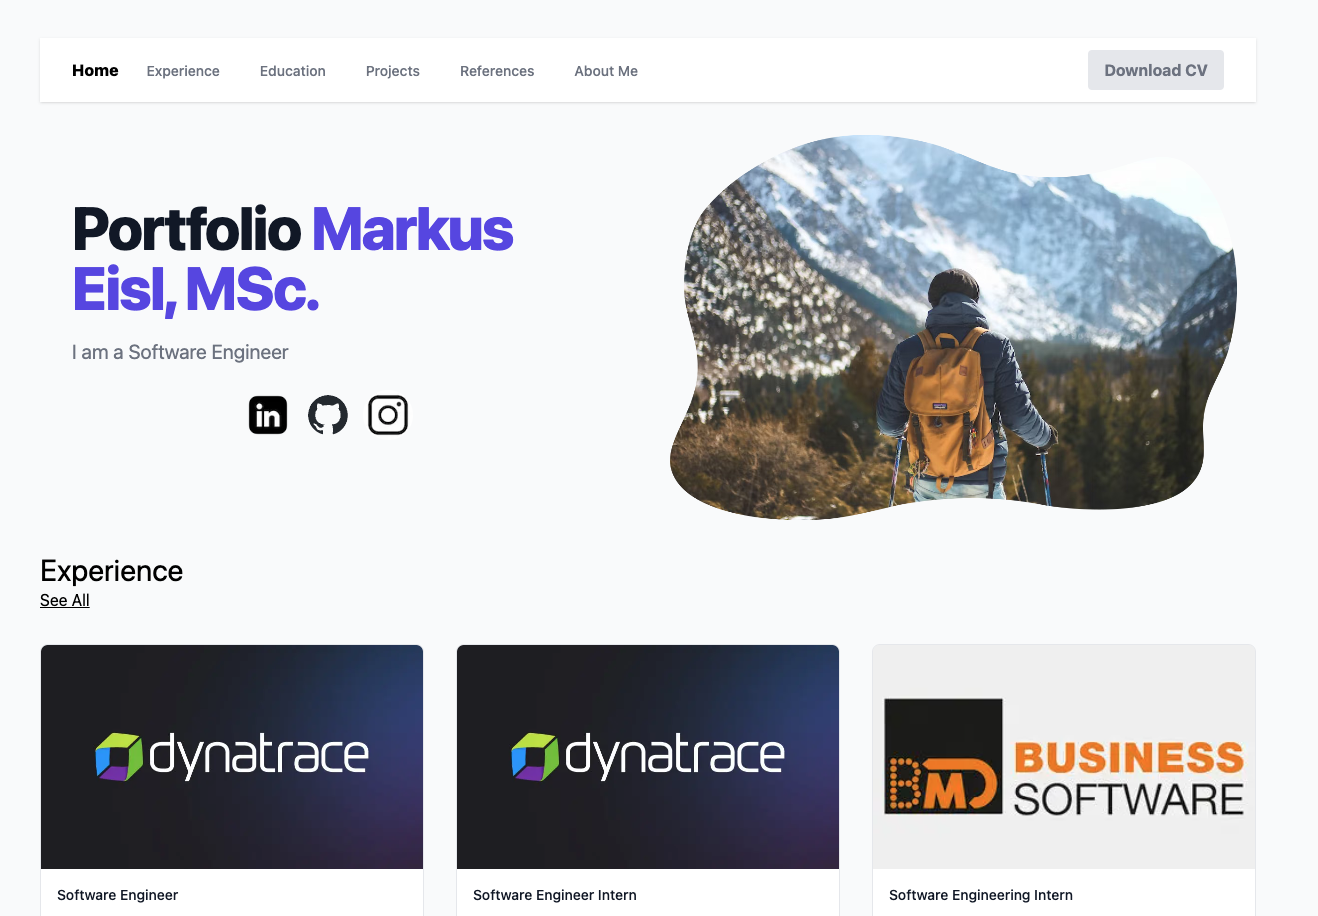 Home Experience Education Projects References About Me Download CV
Portfolio Markus
Eisl, MSc.
I am a Software Engineer
in
Experience
See All
dynatrace dynatrace BMD BUSINESS
SOFTWARE
Software Engineer Software Engineer Intern Software Engineering Intern